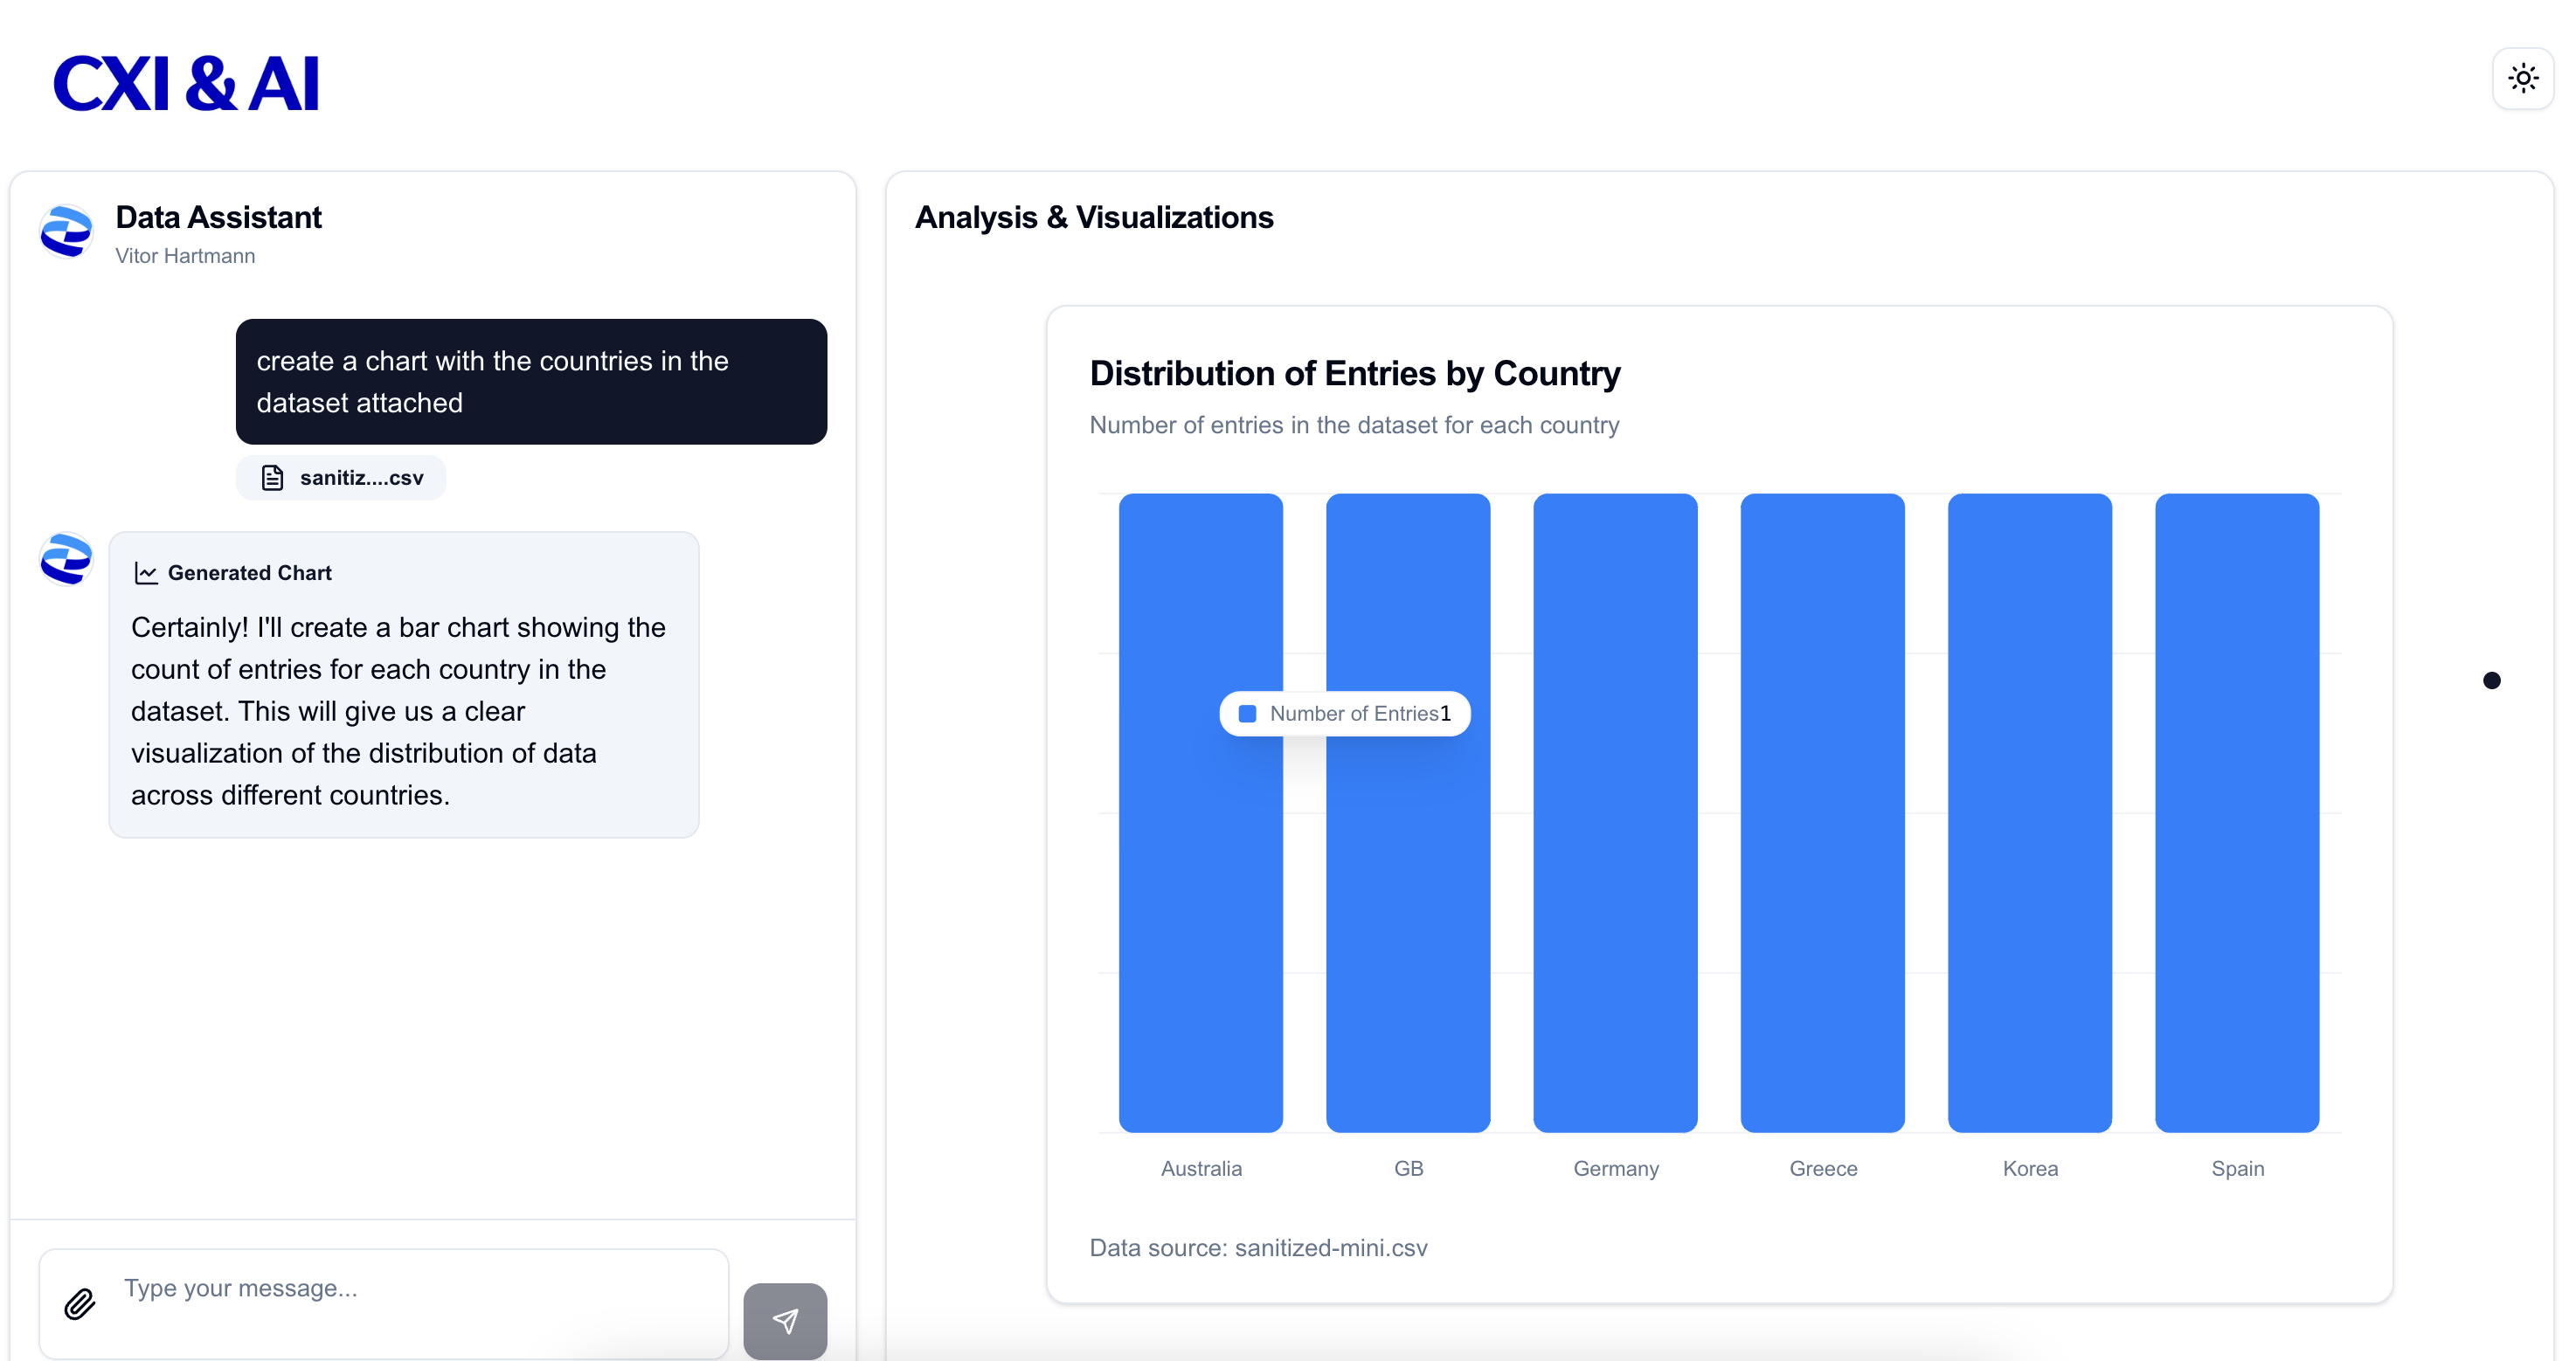 CXI & AI
Data Assistant
Vitor Hartmann
create a chart with the countries in the
dataset attached
sanitiz....csv
Generated Chart
Certainly! I'll create a bar chart showing the
count of entries for each country in the
dataset. This will give us a clear
visualization of the distribution of data
across different countries.
Type your message...
Analysis & Visualizations
Distribution of Entries by Country
Number of entries in the dataset for each country
Number of Entries1
Australia GB Germany Greece Korea Spain
Data source: sanitized-mini.csv